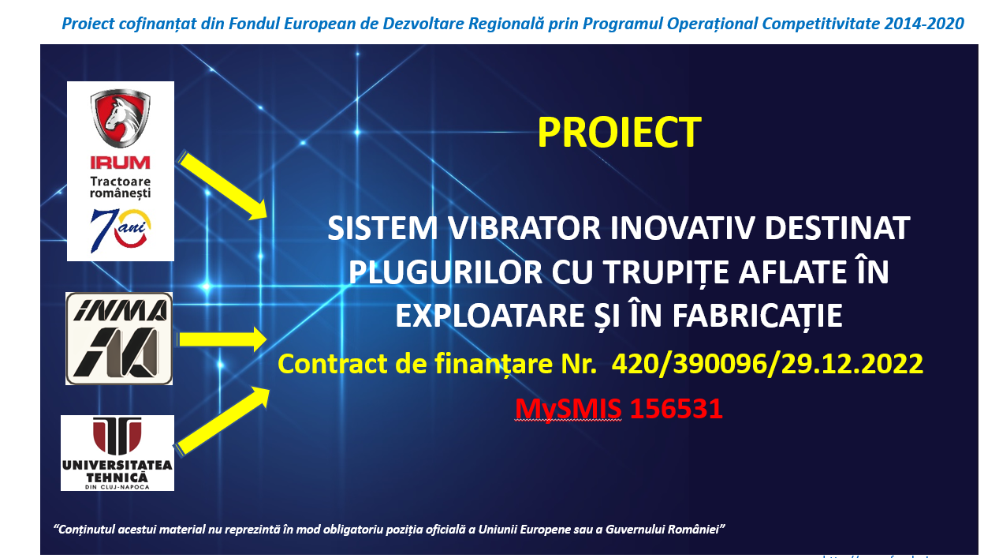 Proiect cofinanțat din Fondul European de Dezvoltare Regională prin Programul Operațional Competitivitate 2014-2020
IRUM
Tractoare
românești
70 ani
INMA
UNIVERSITATEA
TEHNICĂ
DIN CLUJ-NAPOCA
PROIECT
SISTEM VIBRATOR INOVATIV DESTINAT
PLUGURILOR CU TRUPIȚE AFLATE ÎN
EXPLOATARE ȘI ÎN FABRICAȚIE
Contract de finanțare Nr. 420/390096/29.12.2022
MySMIS 156531
“Conținutul acestui material nu reprezintă în mod obligatoriu poziția oficială a Uniunii Europene sau a Guvernului României”